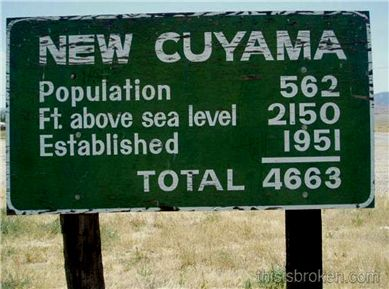 NEW CUYAMA
Population 562
Ft. above sea level 2150
Established 1951
TOTAL 4663
thisisbroken.com